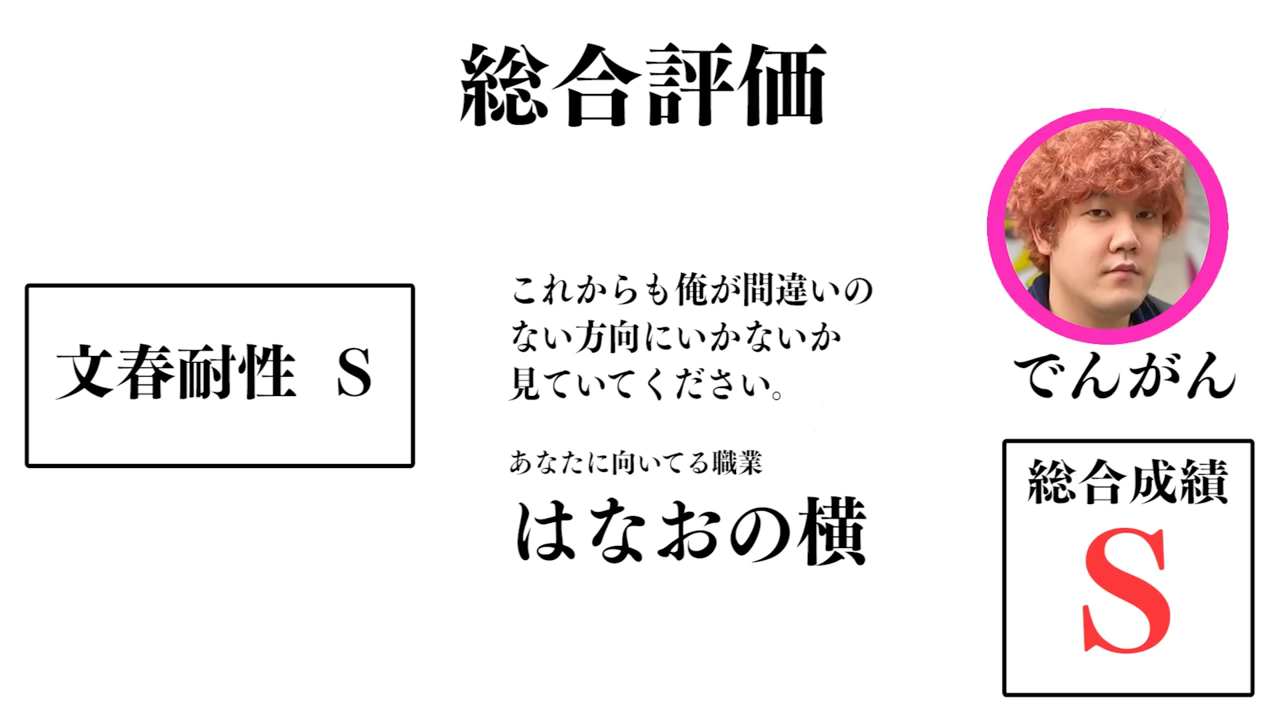 総合評価
文春耐性 S
これからも俺が間違いの
ない方向にいかないか
見ていてください。
あなたに向いてる職業
はなおの横
でんがん
総合成績
S